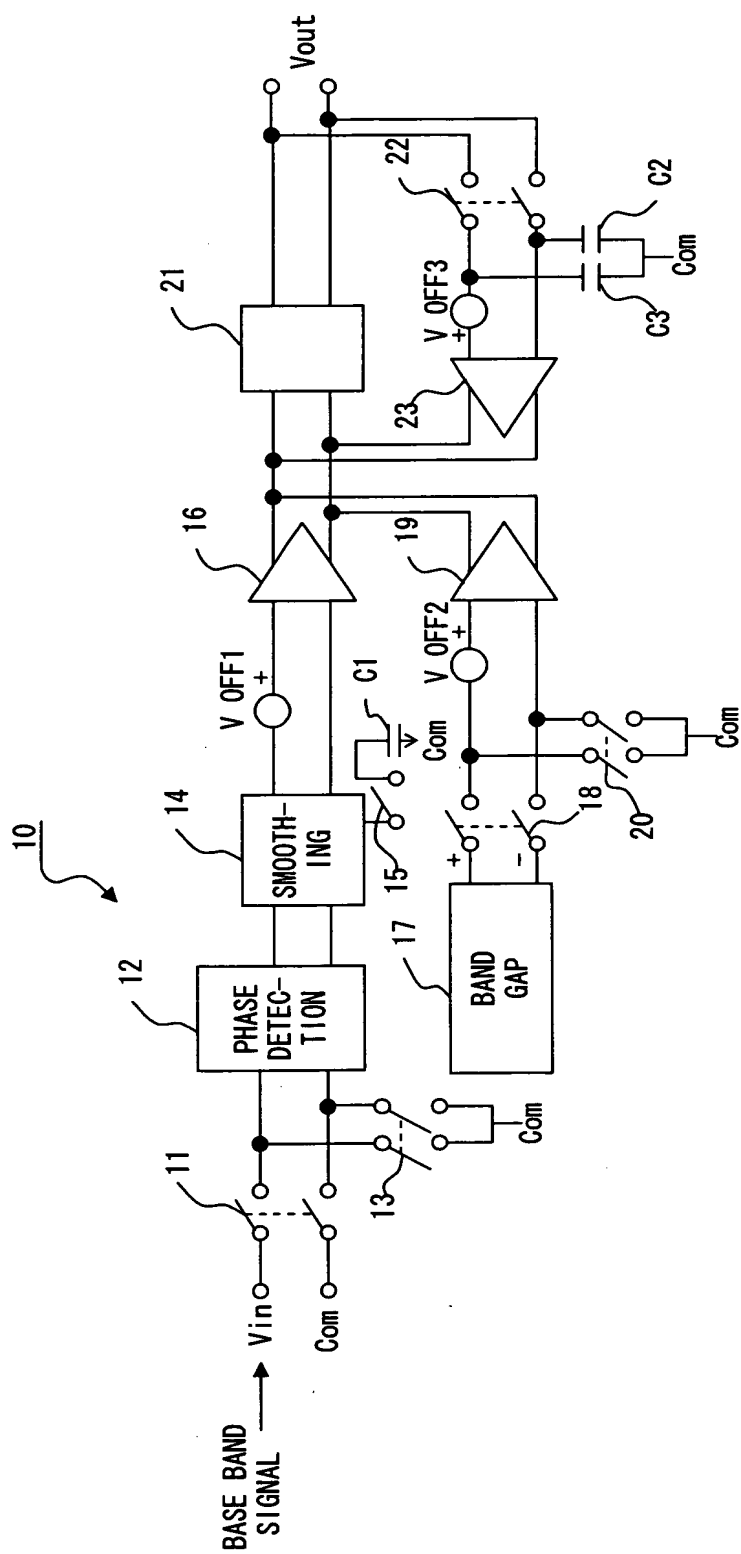 10
BASE BAND
SIGNAL
Vin
Com
11
13
Com
12
PHASE
DETEC-
TION
14
SMOOTH-
ING
15
C1
Com
V OFF1
+
16
21
Vout
17
BAND
GAP
+
-
18
20
Com
V OFF2
+
19
23
V OFF3
+
22
C3
C2
Com